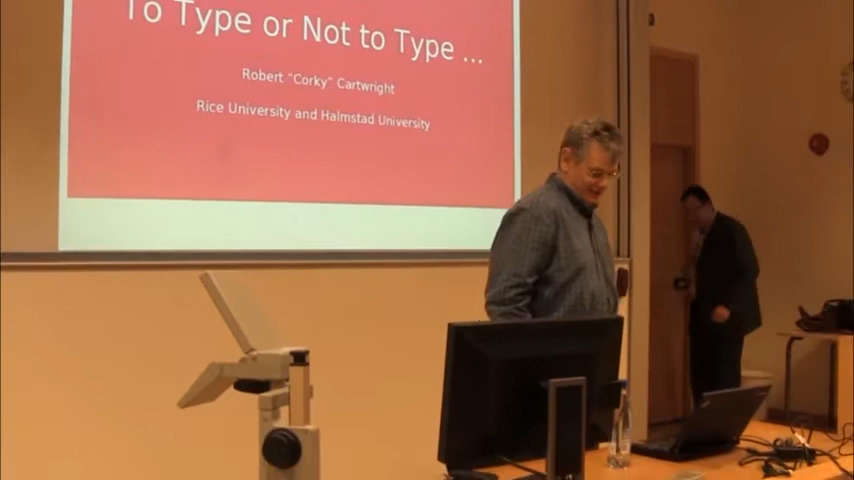 To Type or Not to Type ...
Robert “Corky” Cartwright
Rice University and Halmstad University